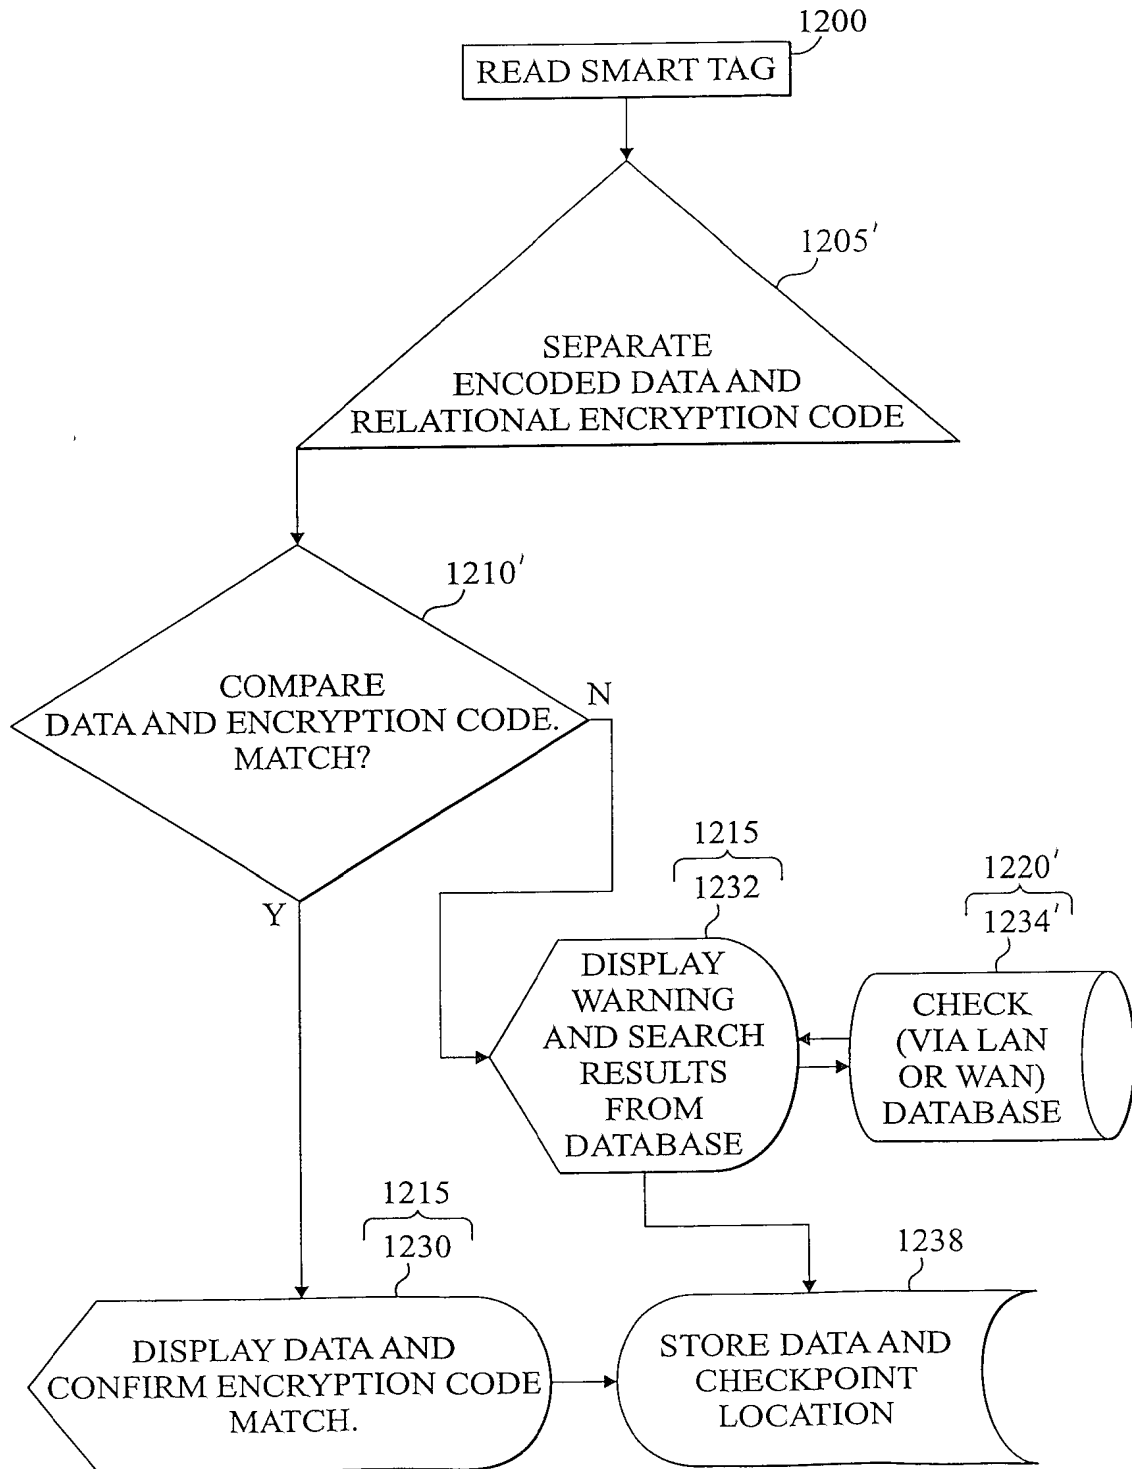 1200
READ SMART TAG
1205'
SEPARATE
ENCODED DATA AND
RELATIONAL ENCRYPTION CODE
1210'
COMPARE
DATA AND ENCRYPTION CODE.
MATCH?
N
Y
1215
1232
DISPLAY
WARNING
AND SEARCH
RESULTS
FROM
DATABASE
1220'
1234'
CHECK
(VIA LAN
OR WAN)
DATABASE
1215
1230
DISPLAY DATA AND
CONFIRM ENCRYPTION CODE
MATCH.
1238
STORE DATA AND
CHECKPOINT
LOCATION